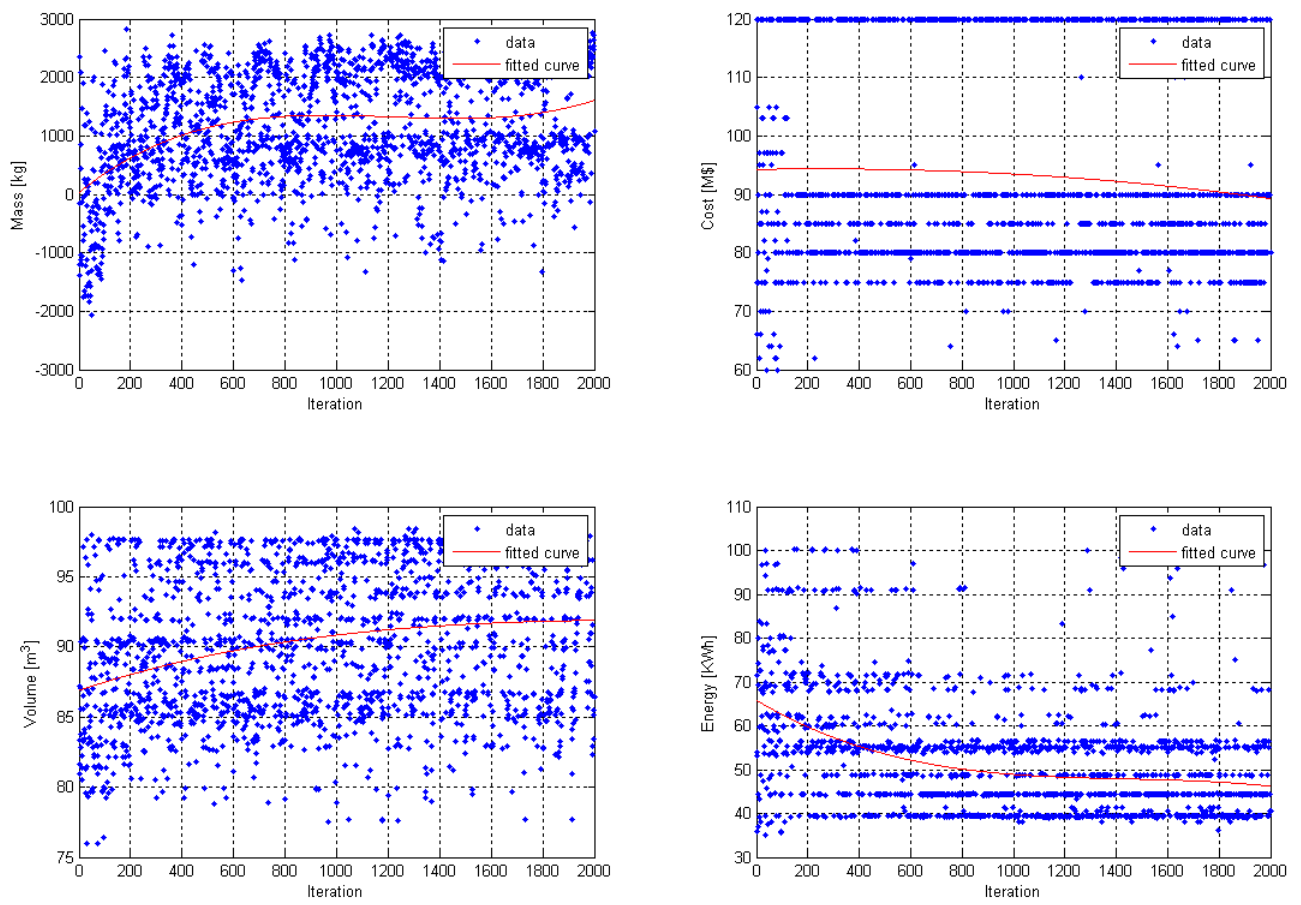 3000
2000
1000
0
-1000
-2000
-3000
Mass [kg]
data
fitted curve
0 200 400 600 800 1000 1200 1400 1600 1800 2000
Iteration
120
110
100
90
80
70
60
Cost [M$]
data
fitted curve
0 200 400 600 800 1000 1200 1400 1600 1800 2000
Iteration
100
95
90
85
80
75
Volume [m³]
data
fitted curve
0 200 400 600 800 1000 1200 1400 1600 1800 2000
Iteration
110
100
90
80
70
60
50
40
30
Energy [KWh]
data
fitted curve
0 200 400 600 800 1000 1200 1400 1600 1800 2000
Iteration